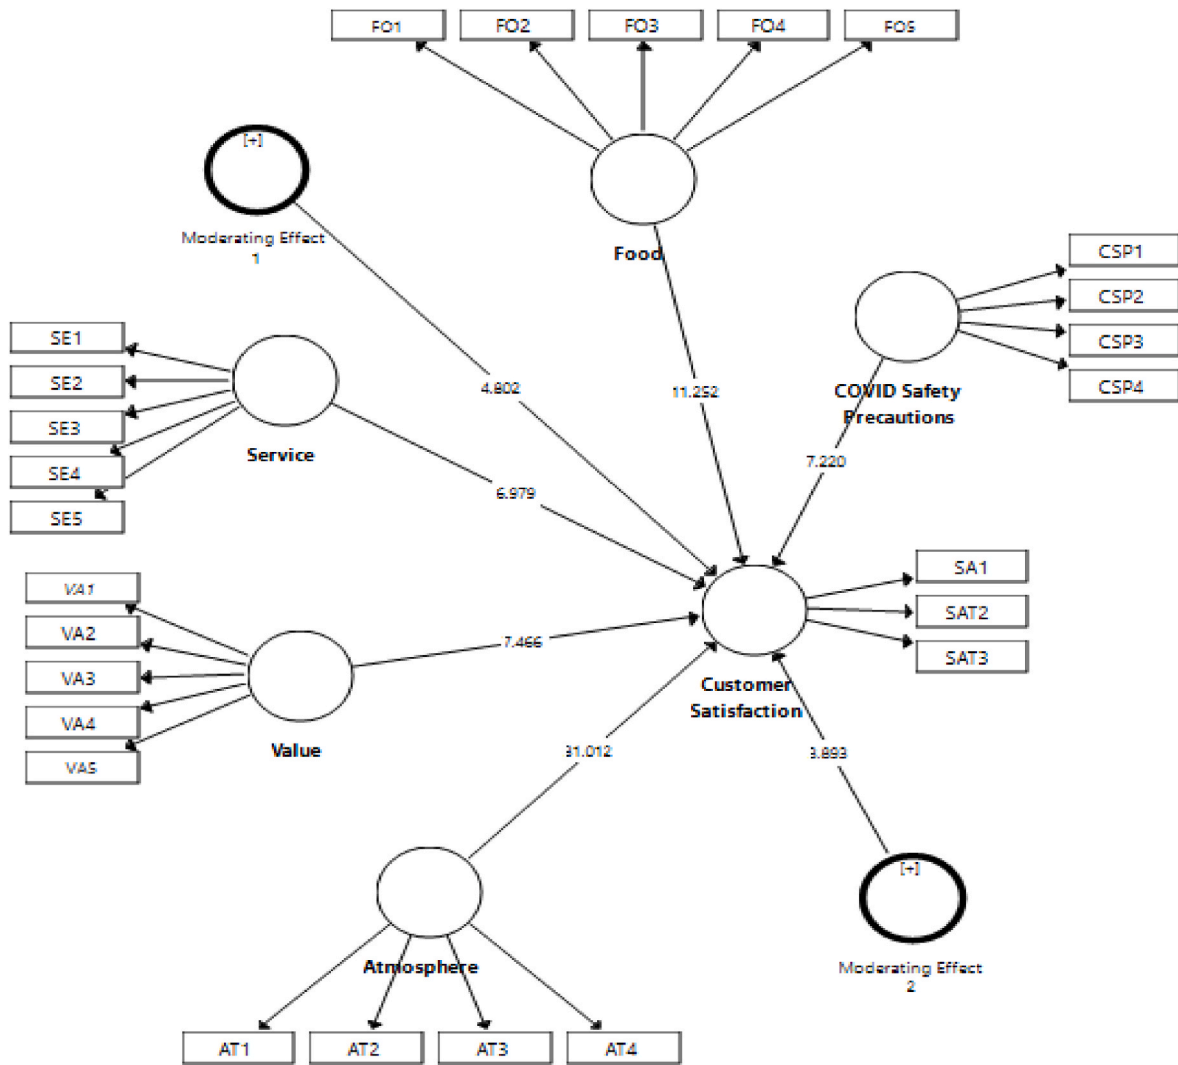 FO1
FO2
FO3
FO4
FO5
[+]
Moderating Effect
1
Food
CSP1
CSP2
CSP3
CSP4
COVID Safety
Precautions
SE1
SE2
SE3
SE4
SE5
Service
4.802
11.252
7.220
6.979
VA1
VA2
VA3
VA4
VA5
Value
7.466
SA1
SAT2
SAT3
Customer
Satisfaction
31.012
3.893
Atmosphere
[+]
Moderating Effect
2
AT1
AT2
AT3
AT4